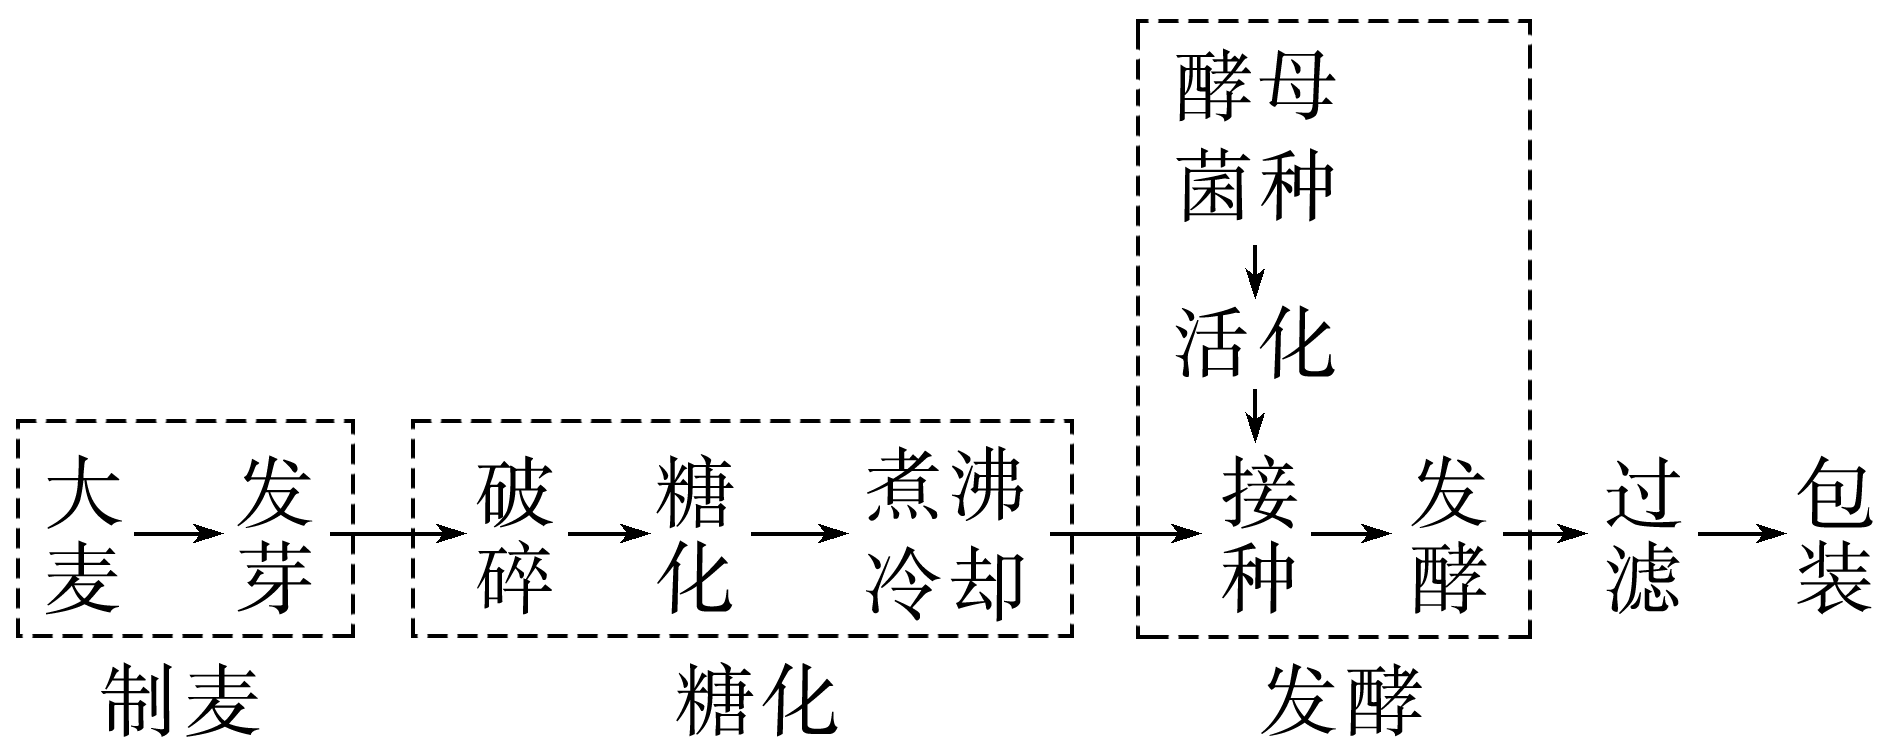 酵母
菌种
活化
大麦
发芽
破碎
糖化
煮沸
冷却
接种
发酵
过滤
包装
制麦
糖化
发酵